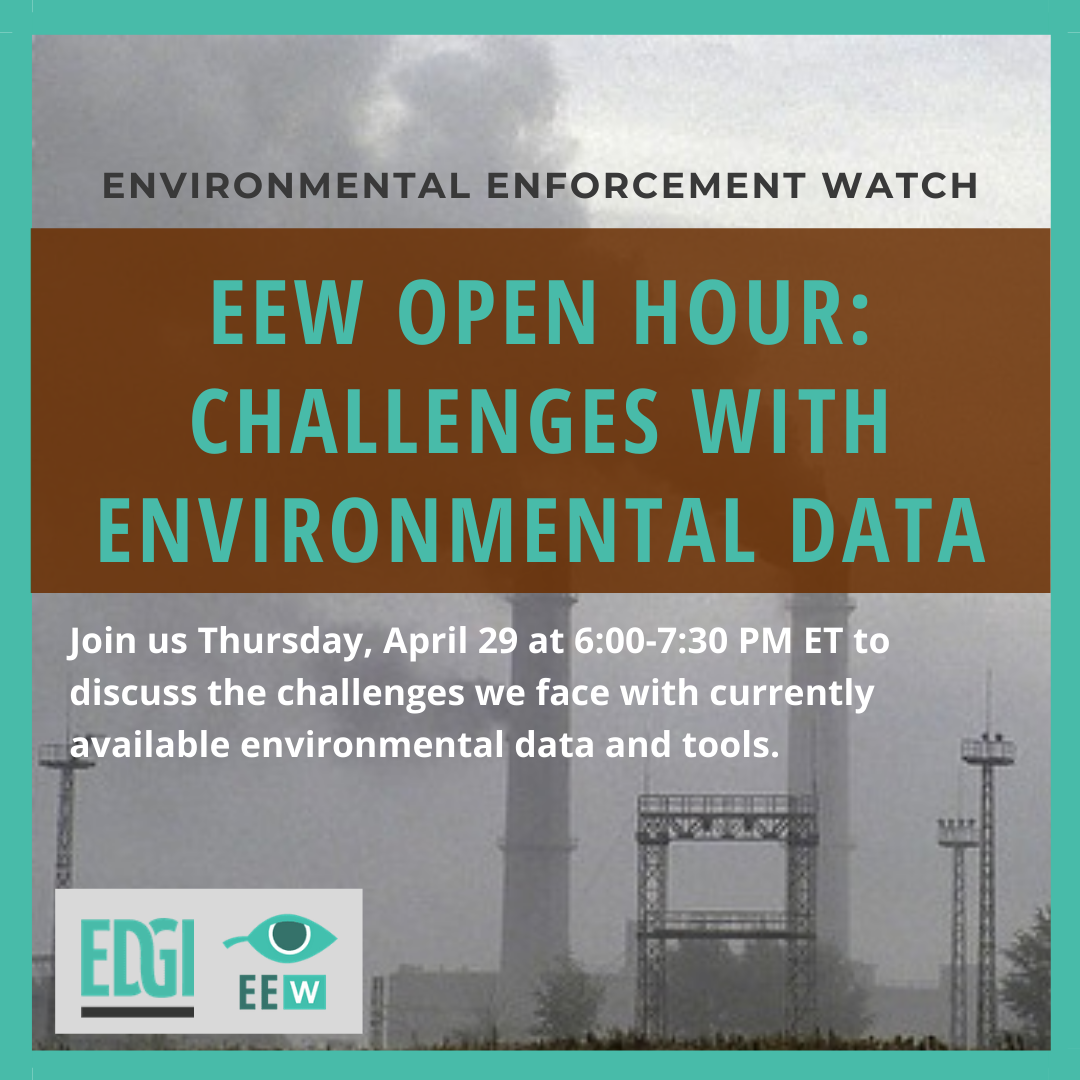 ENVIRONMENTAL ENFORCEMENT WATCH
EEW OPEN HOUR:
CHALLENGES WITH
ENVIRONMENTAL DATA
Join us Thursday, April 29 at 6:00-7:30 PM ET to
discuss the challenges we face with currently
available environmental data and tools.
EDGI
EEW